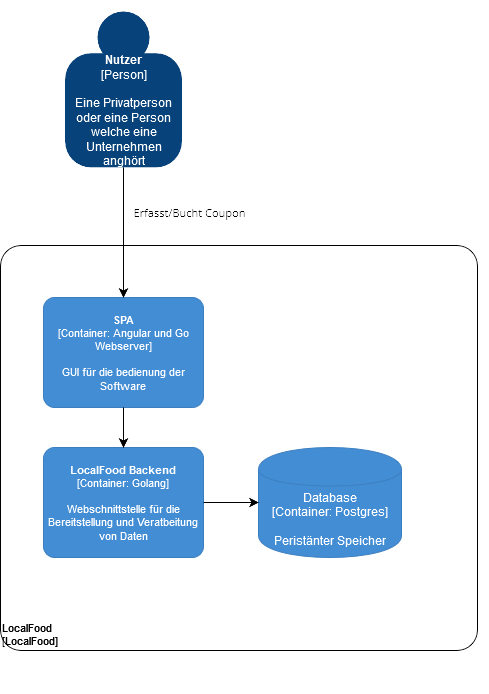 Nutzer
[Person]
Eine Privatperson
oder eine Person
welche eine
Unternehmen
anghört
Erfasst/Bucht Coupon
SPA
[Container: Angular und Go
Webserver]
GUI für die bedienung der
Software
LocalFood Backend
[Container: Golang]
Webschnittstelle für die
Bereitstellung und Veratbeitung
von Daten
Database
[Container: Postgres]
Peristänter Speicher
LocalFood
[LocalFood]